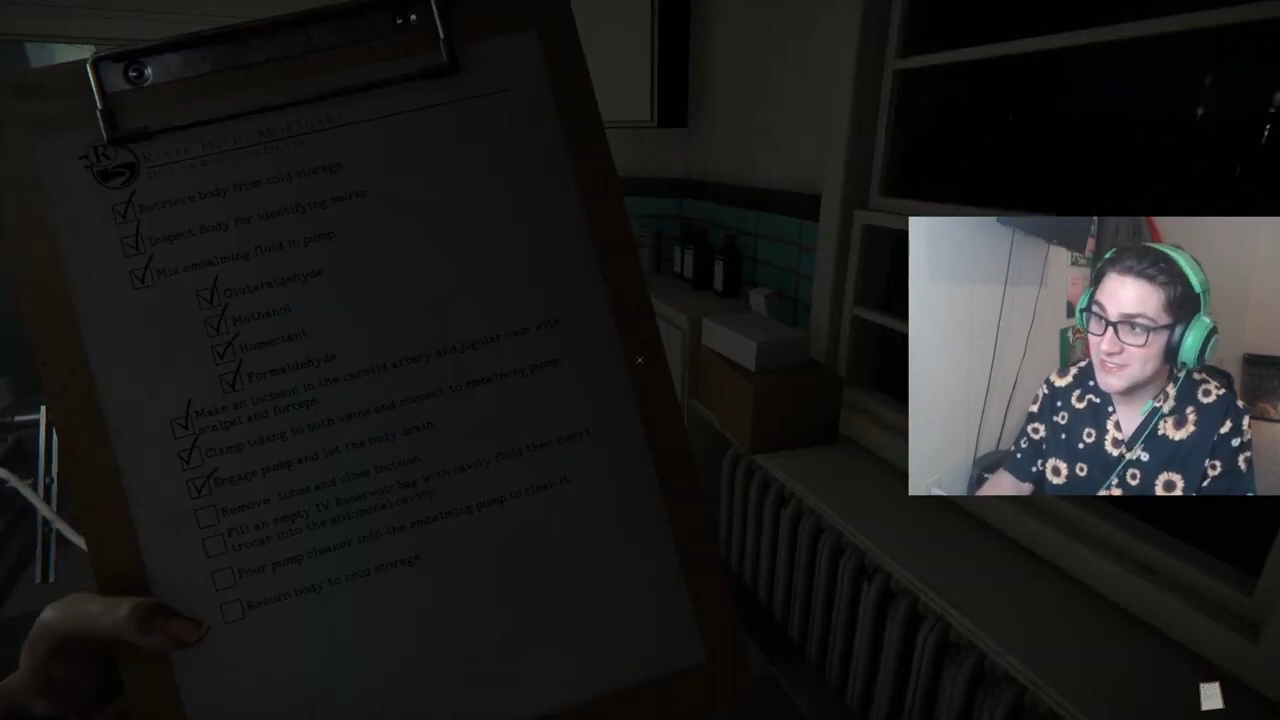 RIVER FIELDS MORTUARY
Retrieve body from cold storage.
Inspect Body for identifying marks
Mix embalming fluid in pump.
Glutaraldehyde
Methanol
Humectant
Formaldehyde
Make an incision in the carotid artery and jugular vein with
scalpel and forceps.
Clamp tubing to both veins and connect to embalming pump.
Engage pump and let the body drain.
Remove tubes and close incision.
Fill an empty IV Reservoir bag with cavity fluid then insert
trocar into the abdominal cavity.
Pour pump cleaner into the embalming pump to clean it.
Return body to cold storage.